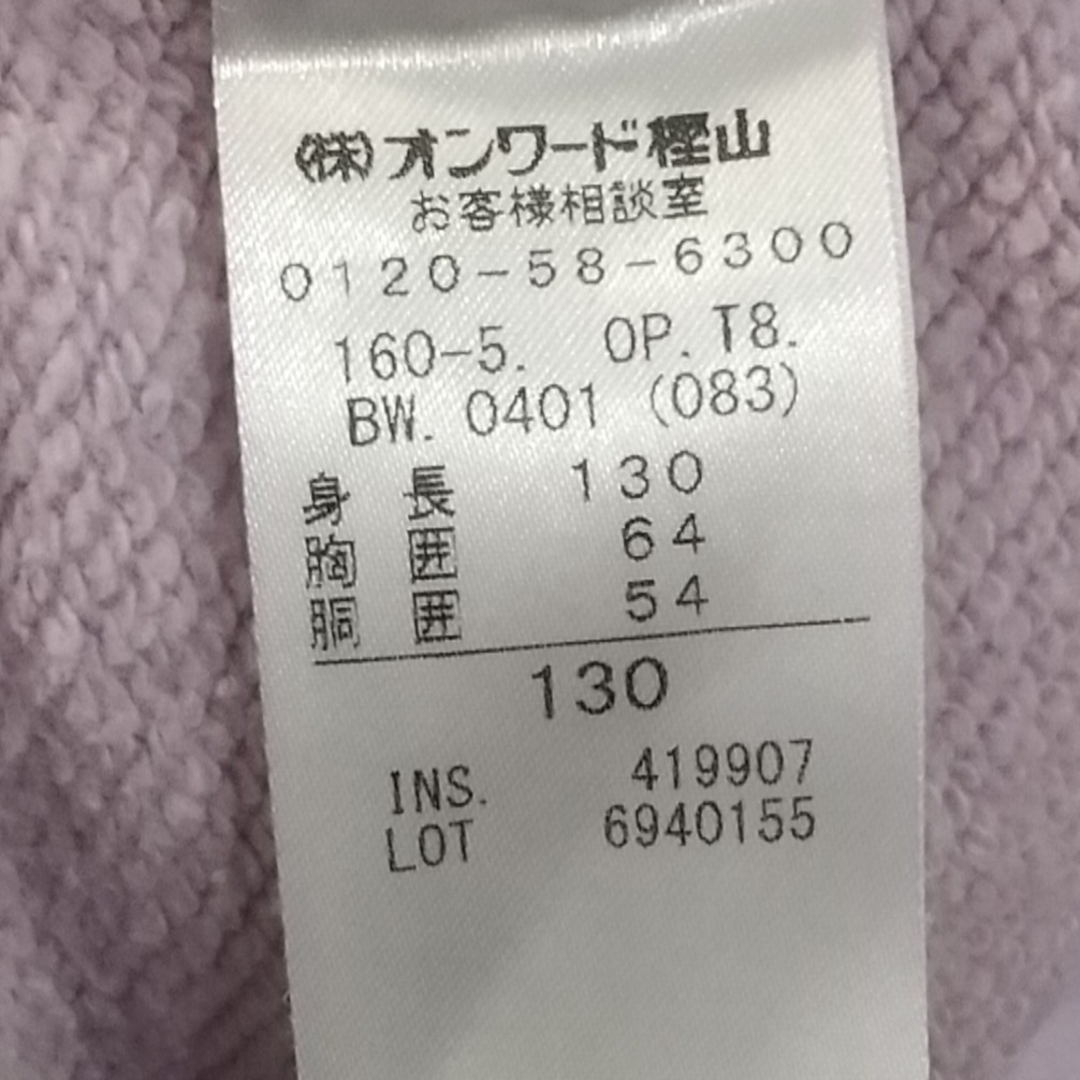 ㈱オンワード樫山
お客様相談室
0120-58-6300
160-5. OP. T8.
BW. 0401 (083)
身長 130
胸囲 64
胴囲 54
130
INS. 419907
LOT 6940155